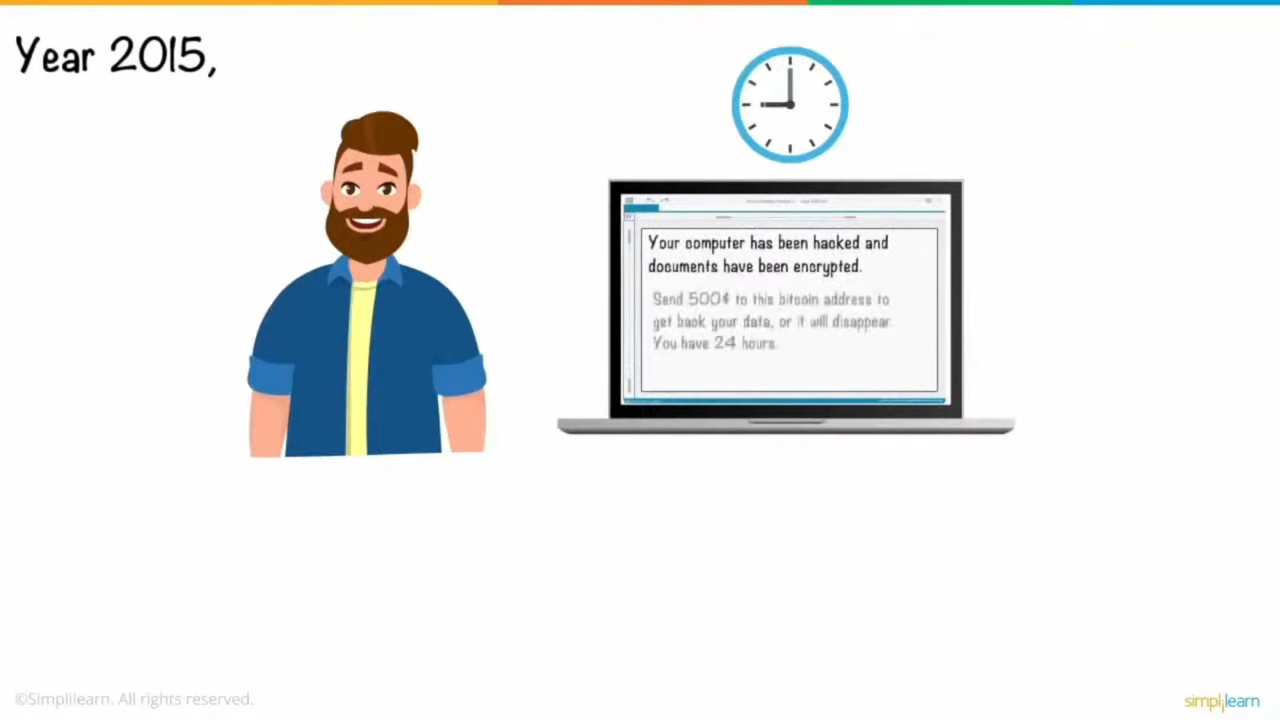 Year 2015,
Your computer has been hacked and
documents have been encrypted.
Send 500$ to this bitcoin address to
get back your data, or it will disappear.
You have 24 hours.
©Simplilearn. All rights reserved.
simplilearn